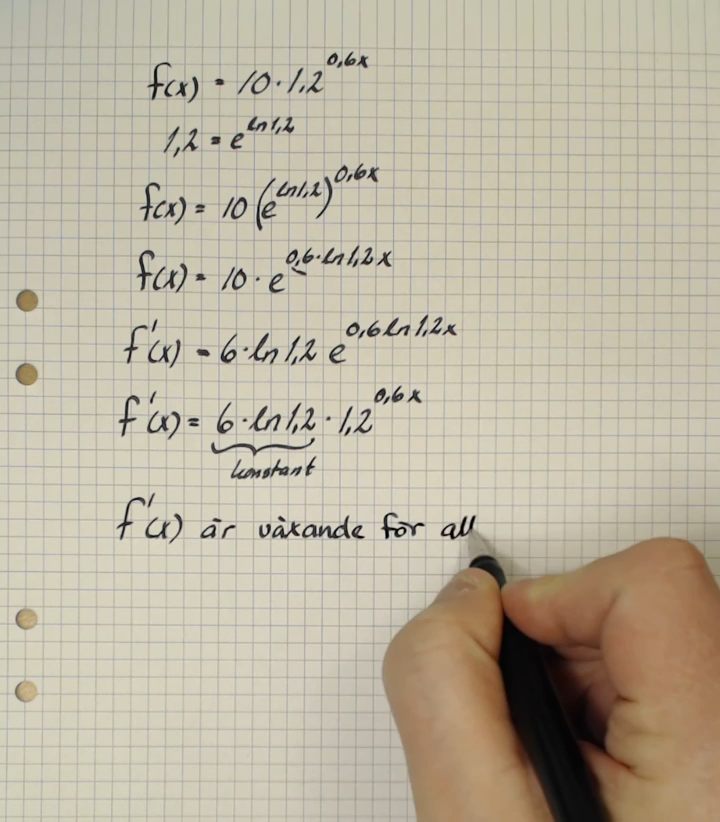 f(x) = 10 · 1,2^0,6x
1,2 = e^ln1,2
f(x) = 10 (e^ln1,2)^0,6x
f(x) = 10 · e^0,6·ln1,2x
f'(x) = 6·ln1,2 e^0,6ln1,2x
f'(x) = 6·ln1,2 · 1,2^0,6x
konstant
f'(x) är växande för all